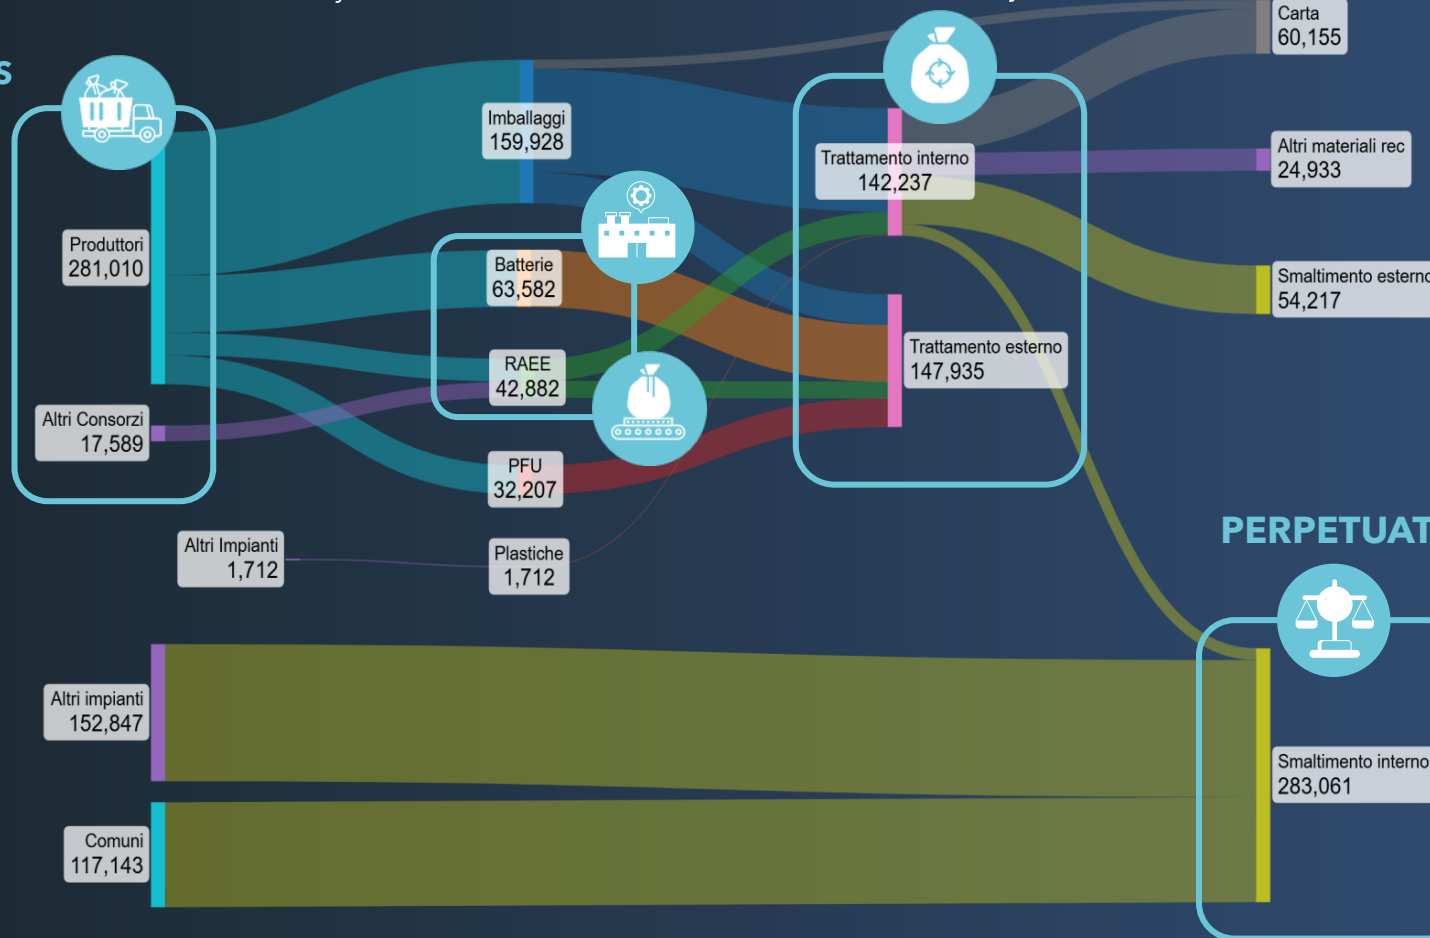 S
Carta
60,155
Imballaggi
159,928
Altri materiali rec
24,933
Trattamento interno
142,237
Produttori
281,010
Batterie
63,582
Smaltimento esterno
54,217
Trattamento esterno
147,935
RAEE
42,882
Altri Consorzi
17,589
PFU
32,207
PERPETUAT
Altri Impianti
1,712
Plastiche
1,712
Altri impianti
152,847
Smaltimento interno
283,061
Comuni
117,143